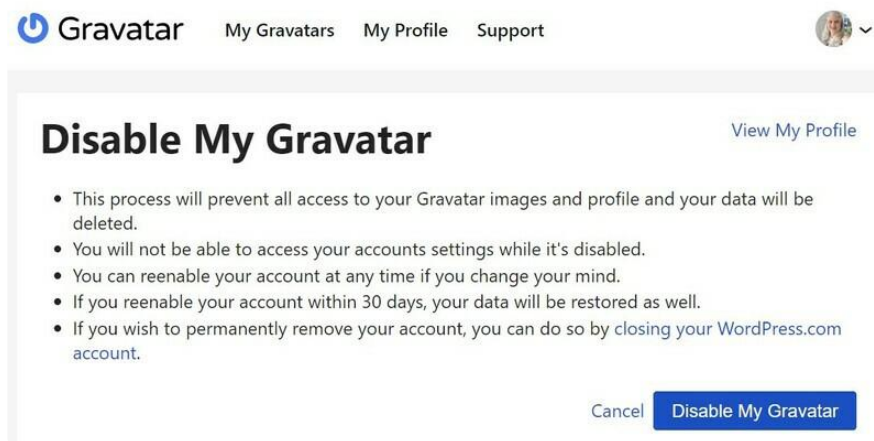 Gravatar My Gravatars My Profile Support
Disable My Gravatar View My Profile
• This process will prevent all access to your Gravatar images and profile and your data will be
deleted.
• You will not be able to access your accounts settings while it's disabled.
• You can reenable your account at any time if you change your mind.
• If you reenable your account within 30 days, your data will be restored as well.
• If you wish to permanently remove your account, you can do so by closing your WordPress.com
account.
Cancel Disable My Gravatar